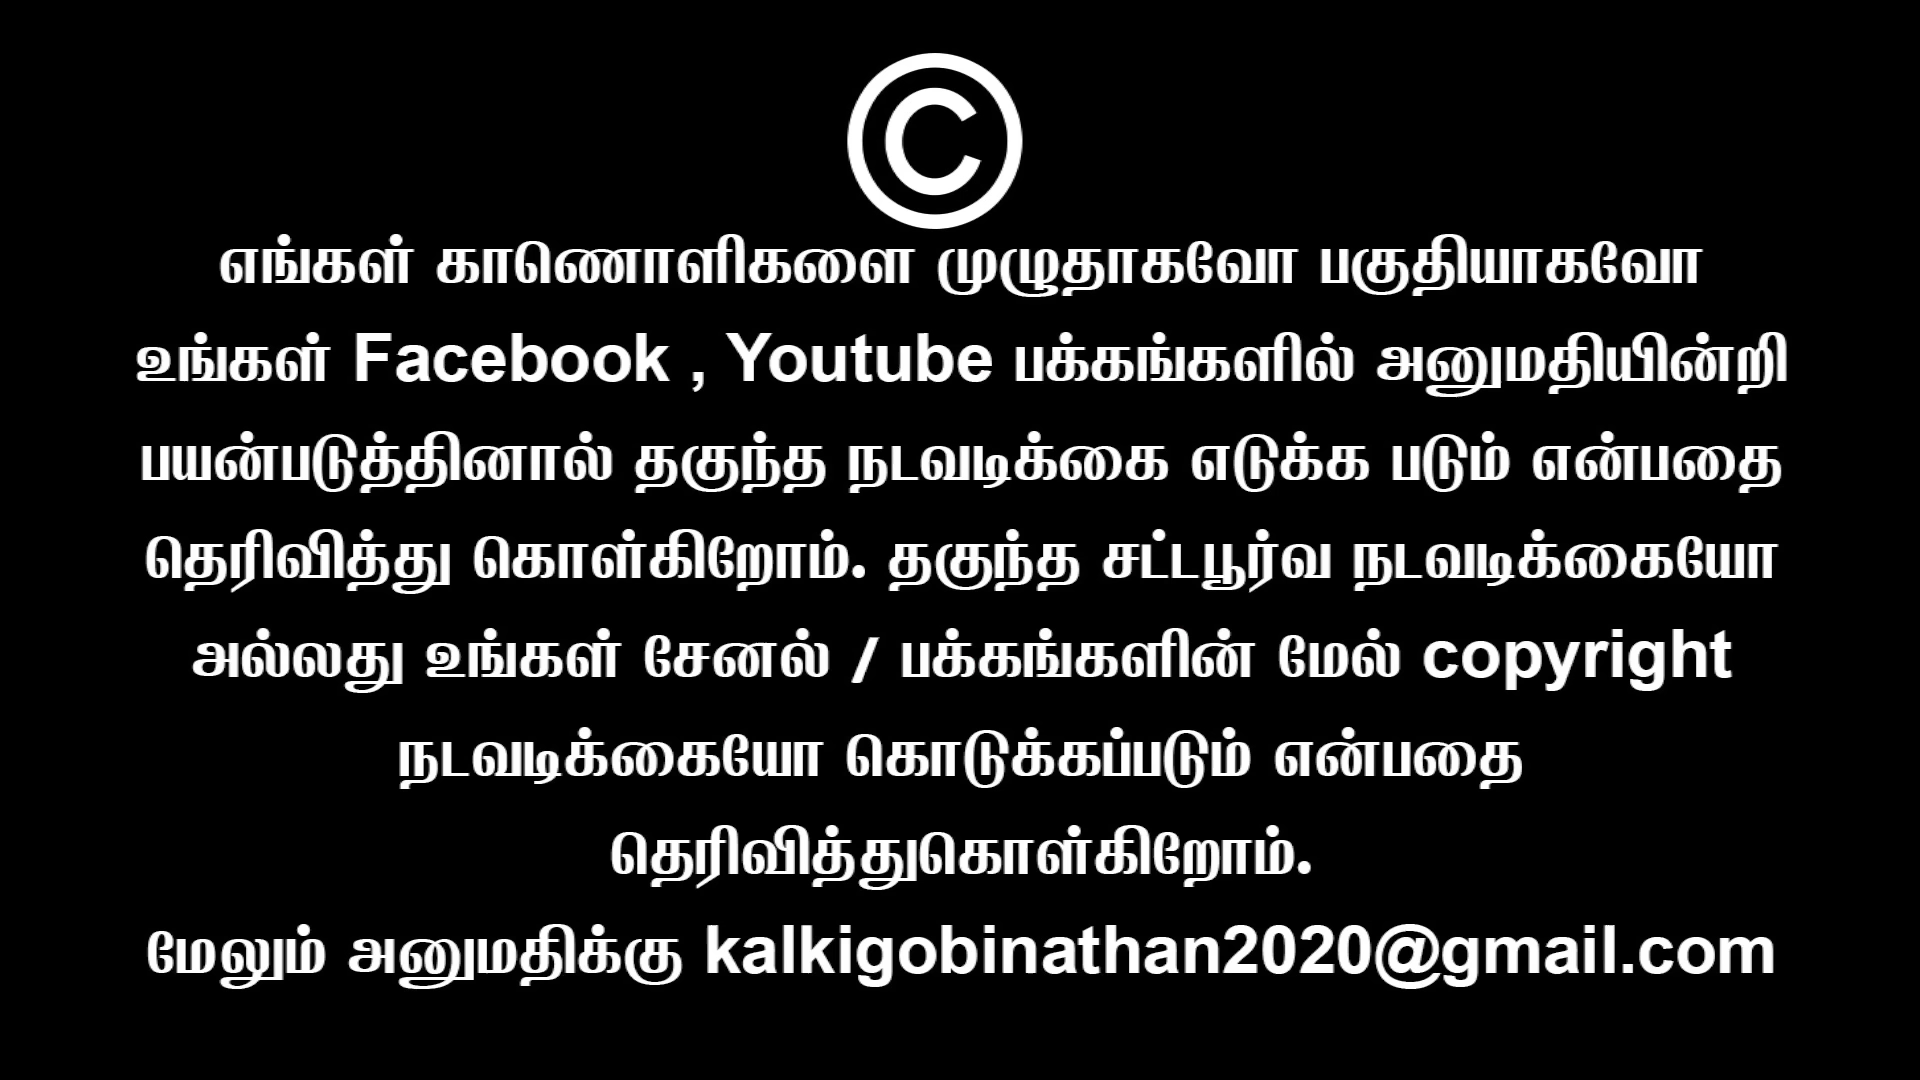 ©
எங்கள் காணொளிகளை முழுதாகவோ பகுதியாகவோ
உங்கள் Facebook , Youtube பக்கங்களில் அனுமதியின்றி
பயன்படுத்தினால் தகுந்த நடவடிக்கை எடுக்க படும் என்பதை
தெரிவித்து கொள்கிறோம். தகுந்த சட்டபூர்வ நடவடிக்கையோ
அல்லது உங்கள் சேனல் / பக்கங்களின் மேல் copyright
நடவடிக்கையோ கொடுக்கப்படும் என்பதை
தெரிவித்துகொள்கிறோம்.
மேலும் அனுமதிக்கு kalkigobinathan2020@gmail.com